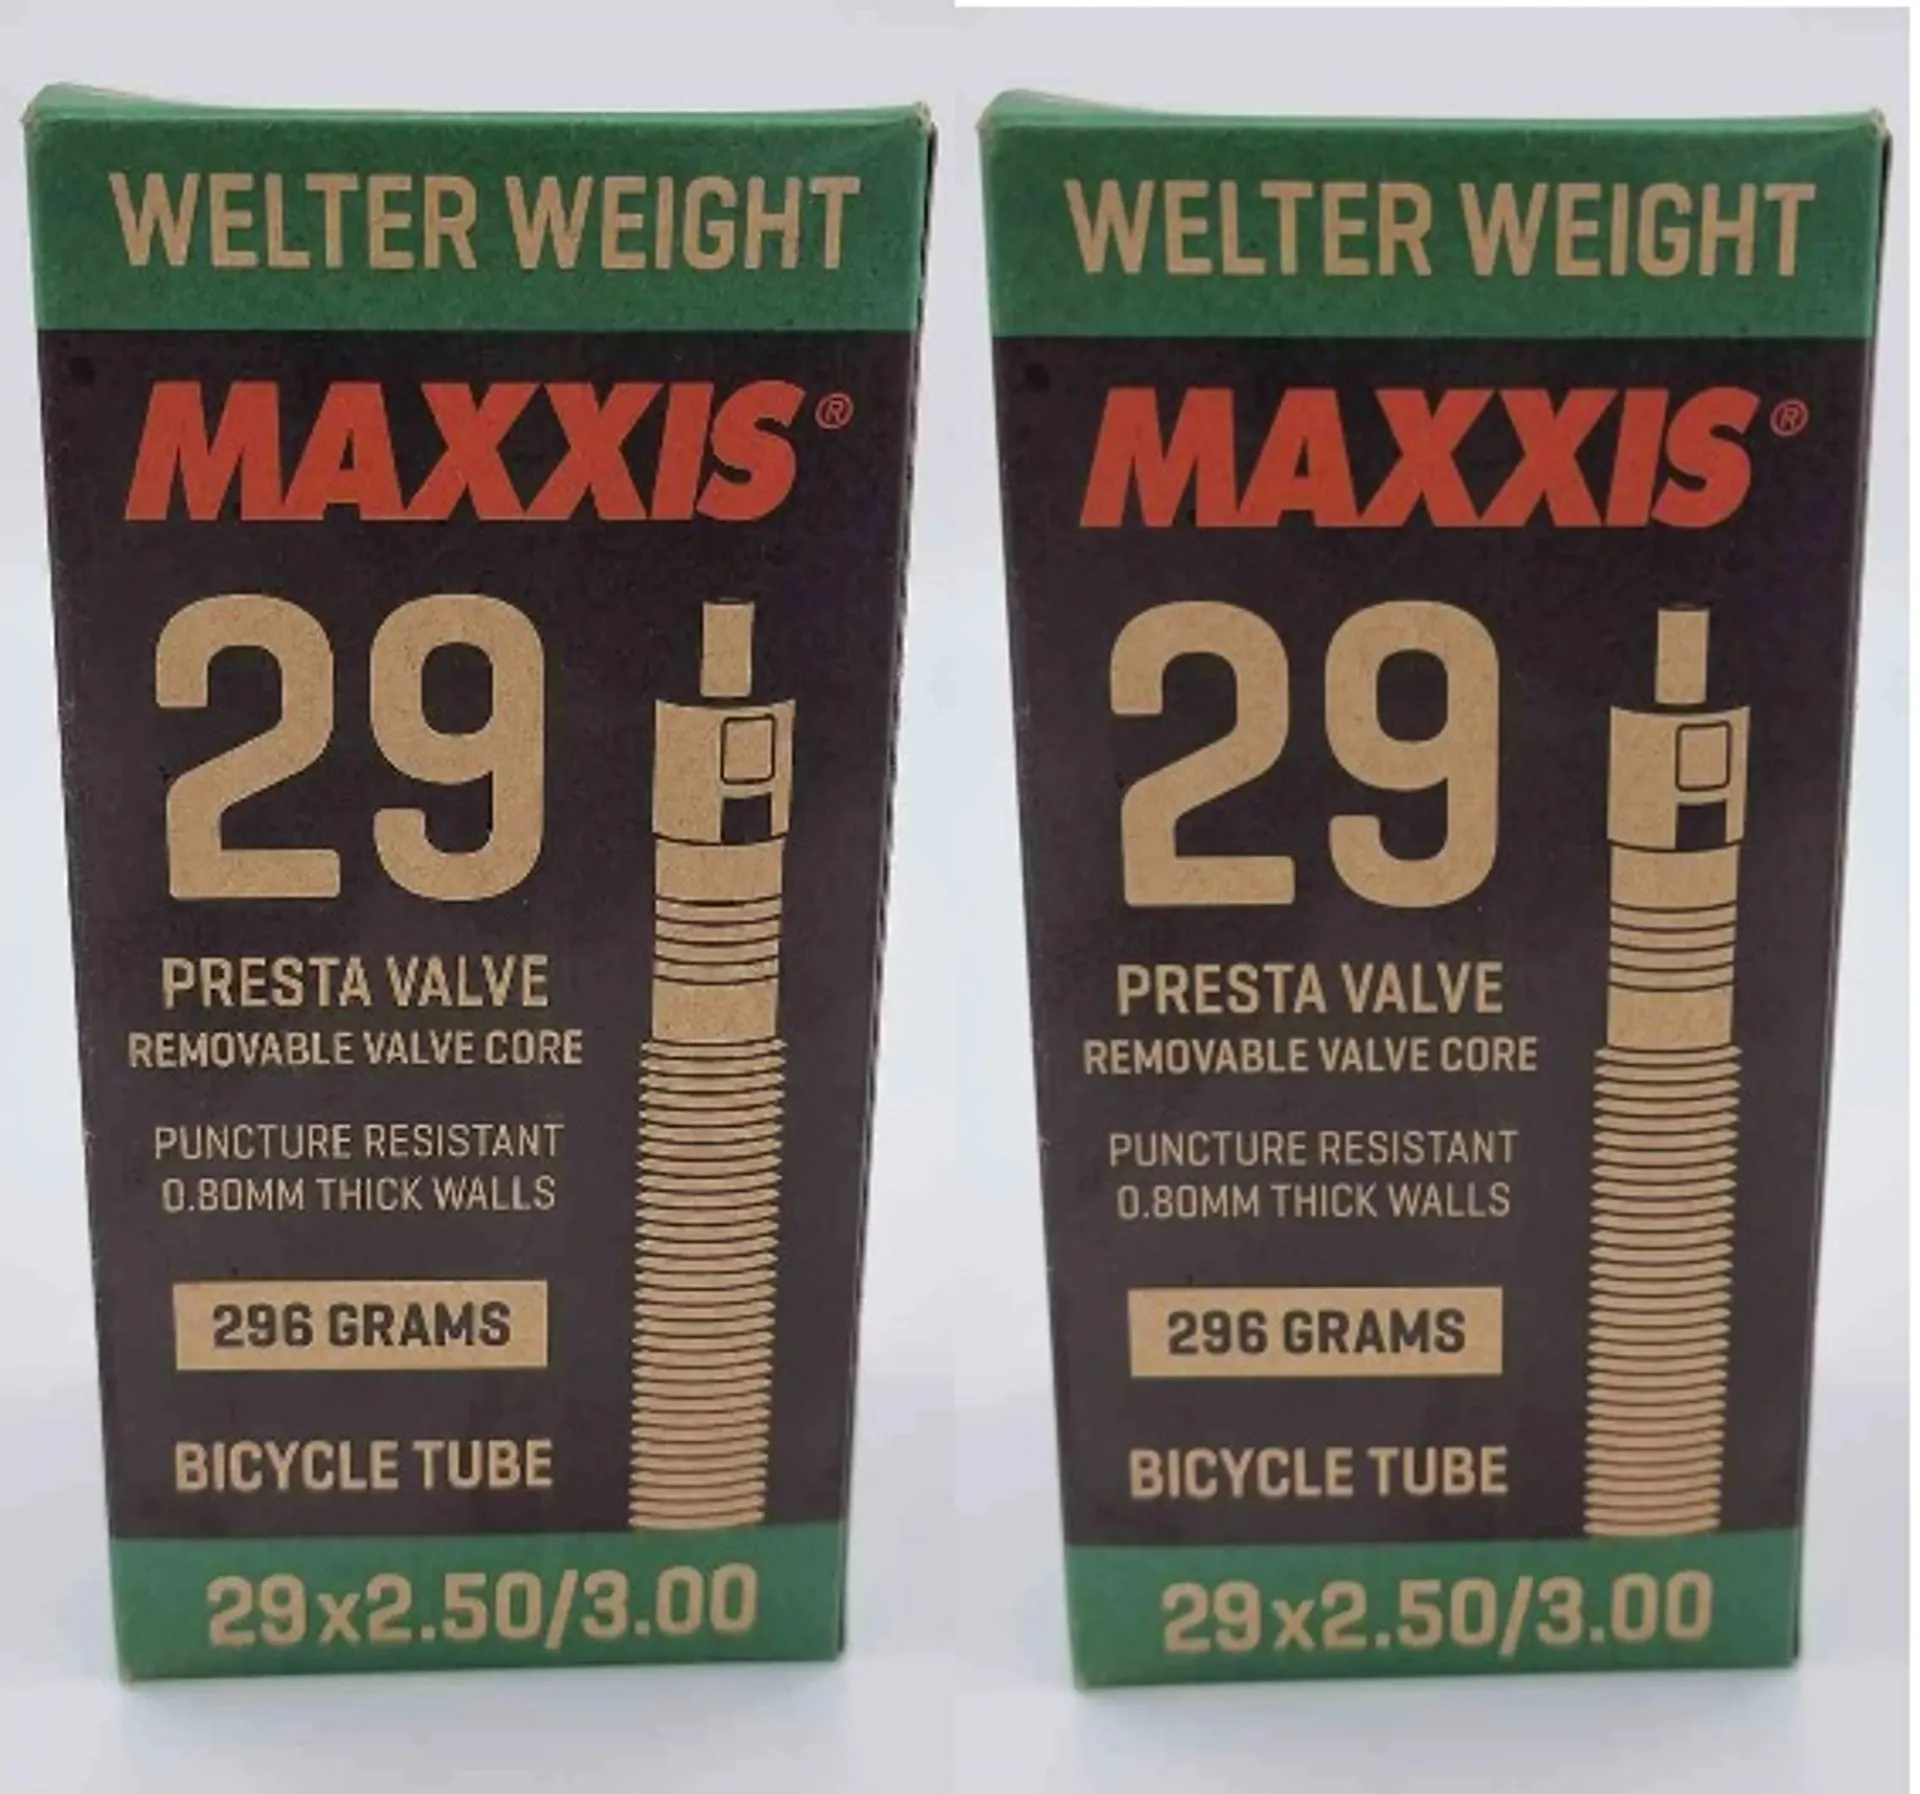 WELTER WEIGHT
MAXXIS®
29
PRESTA VALVE
REMOVABLE VALVE CORE
PUNCTURE RESISTANT
0.80MM THICK WALLS
296 GRAMS
BICYCLE TUBE
29x2.50/3.00
WELTER WEIGHT
MAXXIS®
29
PRESTA VALVE
REMOVABLE VALVE CORE
PUNCTURE RESISTANT
0.80MM THICK WALLS
296 GRAMS
BICYCLE TUBE
29x2.50/3.00